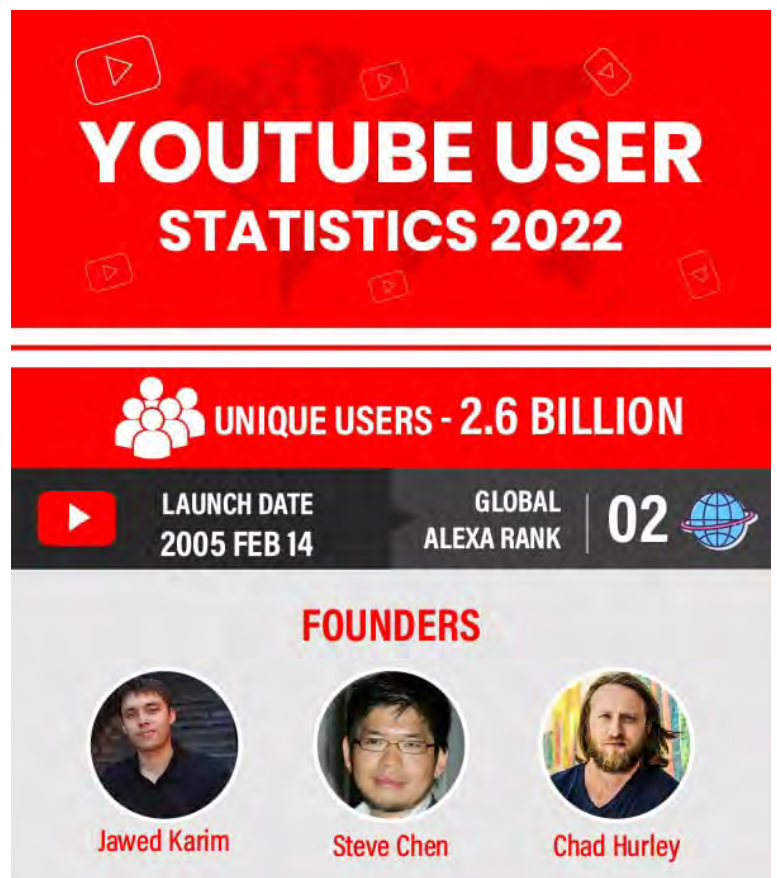 YOUTUBE USER
STATISTICS 2022
UNIQUE USERS - 2.6 BILLION
LAUNCH DATE
2005 FEB 14
GLOBAL
ALEXA RANK
02
FOUNDERS
Jawed Karim
Steve Chen
Chad Hurley